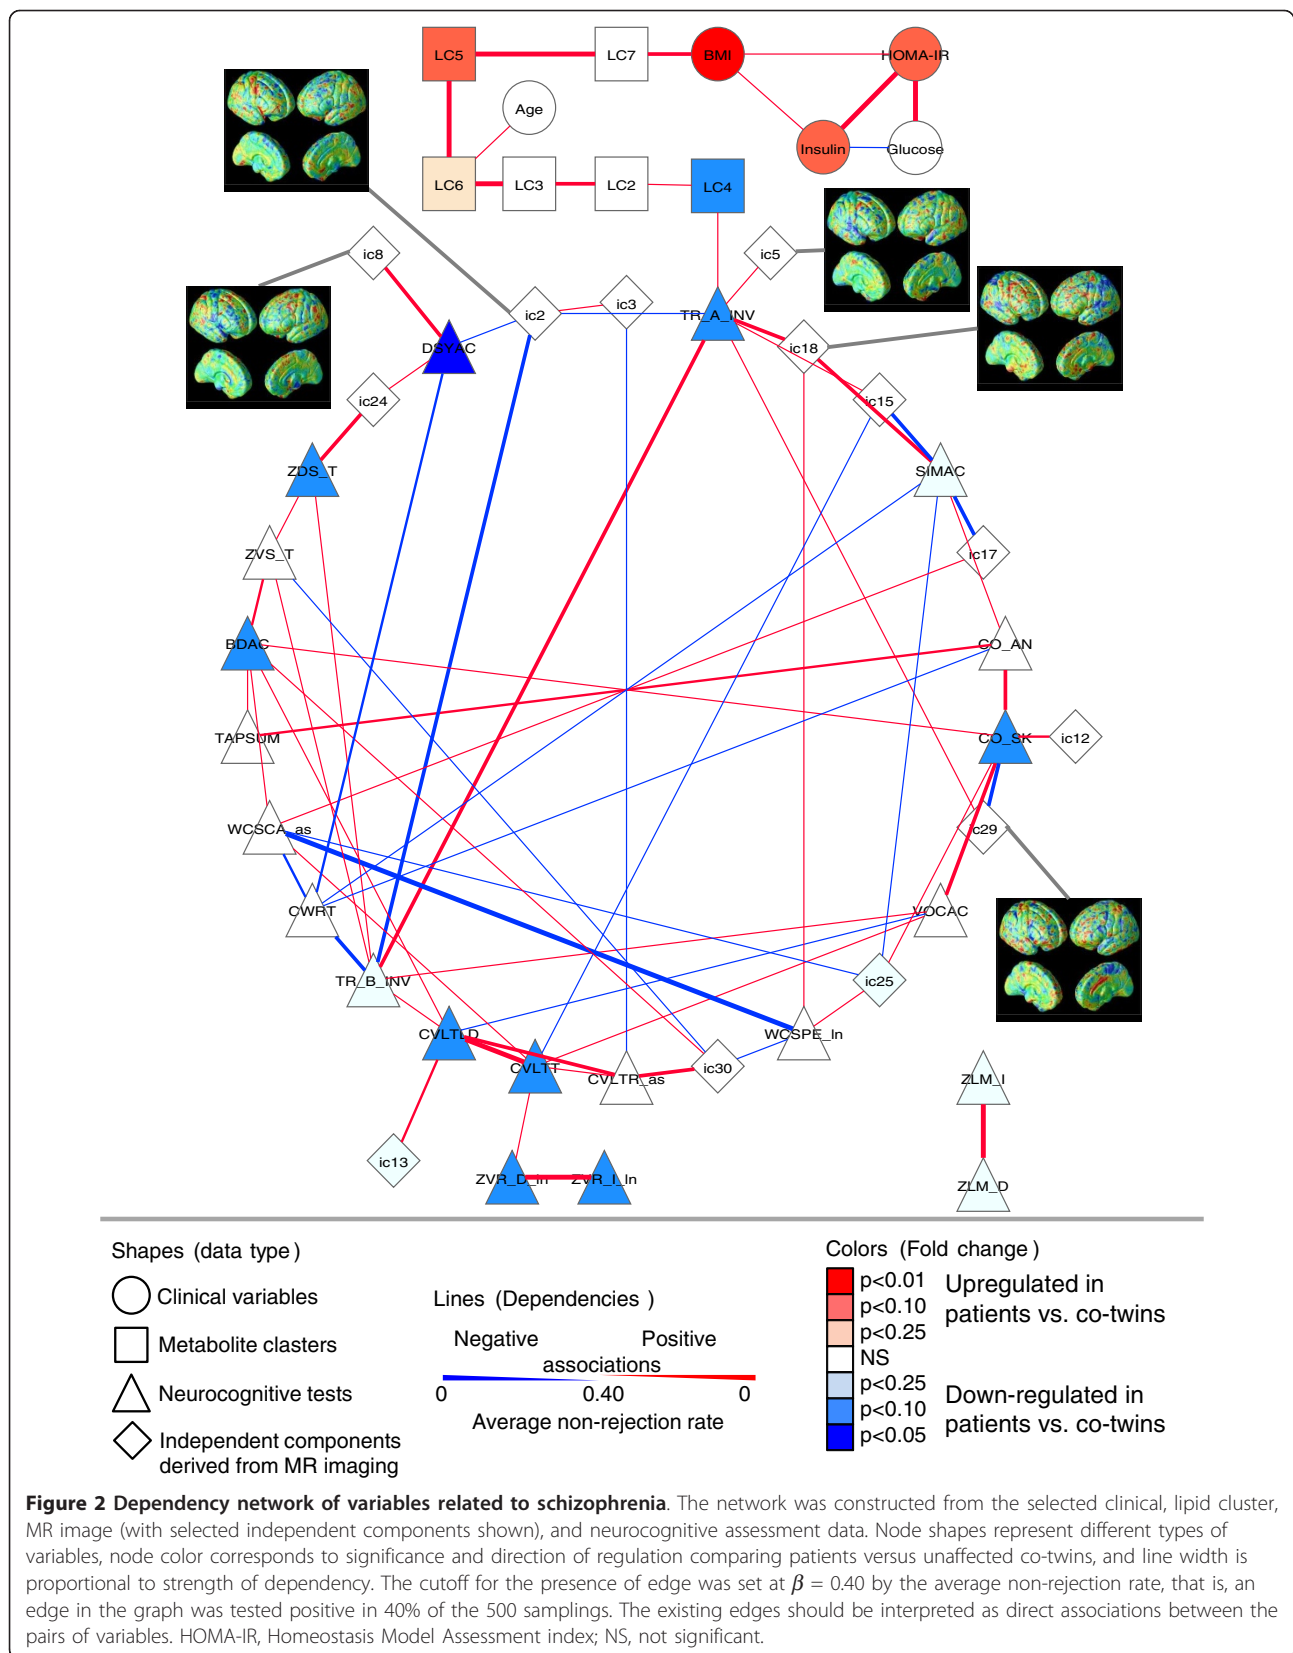 LC5
LC7
BMI
HOMA-IR
Age
Insulin
Glucose
LC6
LC3
LC2
LC4
ic8
ic5
ic2
ic3
TR_A_INV
DSYAC
ic18
ic24
ic15
ZDS_T
SIMAC
ZVS_T
ic17
BDAC
CO_AN
TAPSUM
CO_SK
ic12
WCSCA_as
ic29
CWRT
VOCAC
TR_B_INV
ic25
CVLTLD
WCSPE_ln
CVLTT
CVLTR_as
ic30
ZLM_I
ic13
ZVR_D_ln
ZVR_I_ln
ZLM_D
Shapes (data type)
Clinical variables
Metabolite clasters
Neurocognitive tests
Independent components
derived from MR imaging
Lines (Dependencies )
Negative Positive
associations
0 0.40 0
Average non-rejection rate
Colors (Fold change )
p<0.01
p<0.10
p<0.25
NS
p<0.25
p<0.10
p<0.05
Upregulated in
patients vs. co-twins
Down-regulated in
patients vs. co-twins
Figure 2 Dependency network of variables related to schizophrenia. The network was constructed from the selected clinical, lipid cluster,
MR image (with selected independent components shown), and neurocognitive assessment data. Node shapes represent different types of
variables, node color corresponds to significance and direction of regulation comparing patients versus unaffected co-twins, and line width is
proportional to strength of dependency. The cutoff for the presence of edge was set at β = 0.40 by the average non-rejection rate, that is, an
edge in the graph was tested positive in 40% of the 500 samplings. The existing edges should be interpreted as direct associations between the
pairs of variables. HOMA-IR, Homeostasis Model Assessment index; NS, not significant.